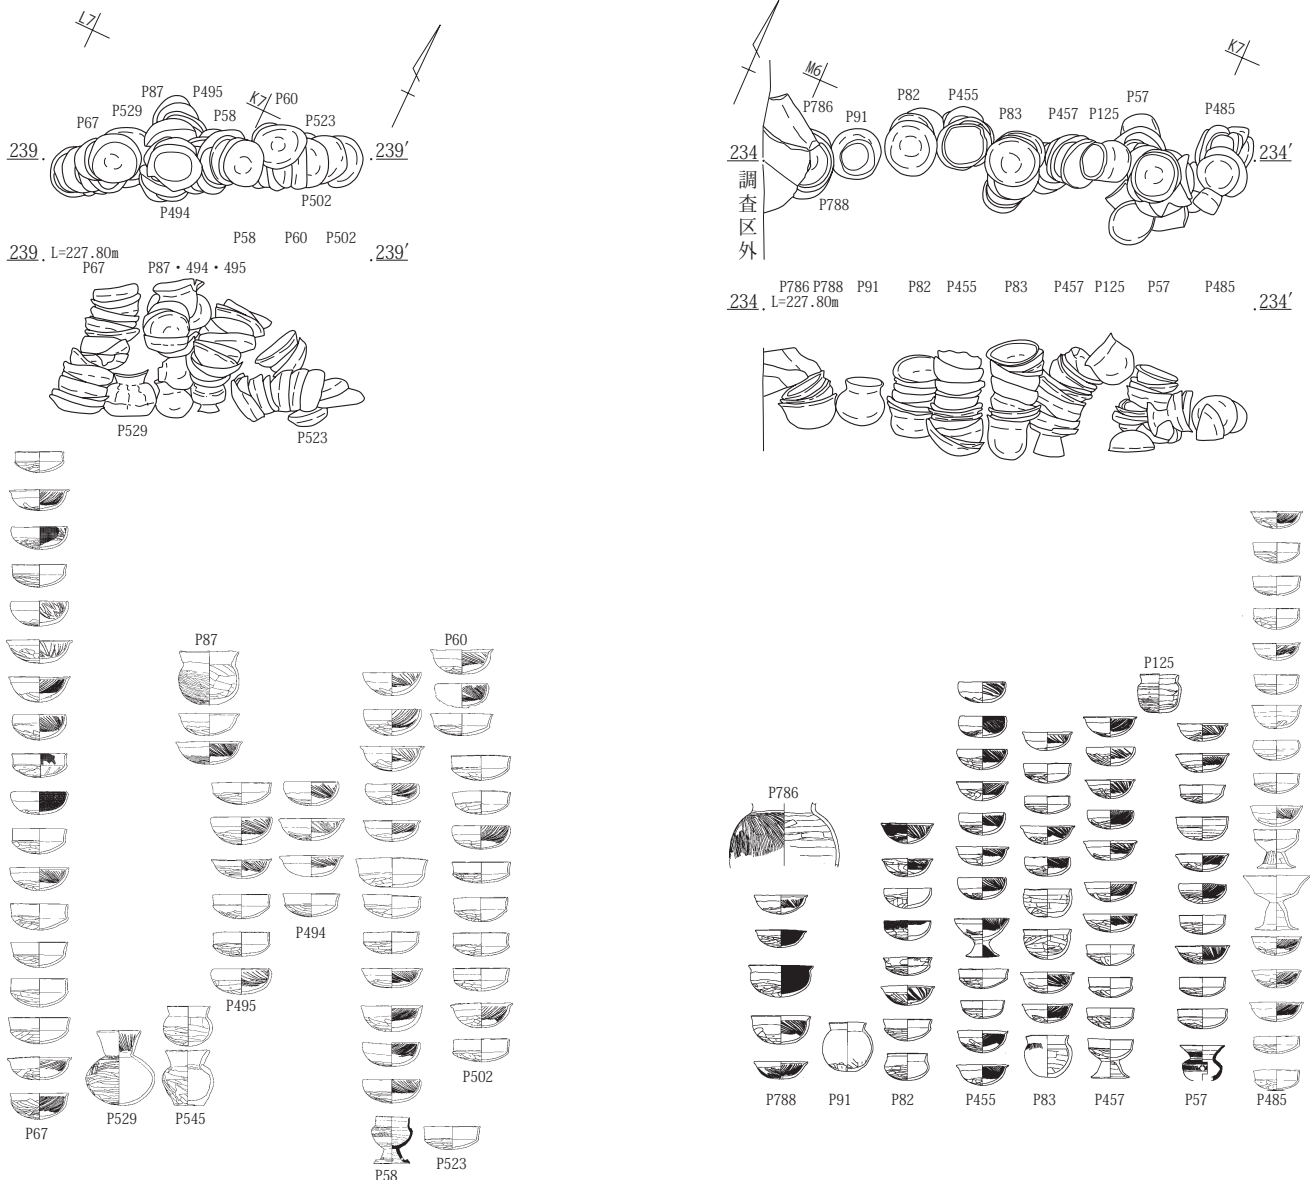 L7
P87 P495
K7 P60
P529 P58
P67 P523
239. .239′
P494 P502
P58 P60 P502
239. L=227.80m .239′
P67 P87・494・495
P529 P523
P87
P60
P494
P495
P502
P529 P545
P67
P523
P58
M6
K7
P786
P91
P82 P455
P83 P457 P125
P57
P485
234. .234′
調査区外
P788
P786 P788 P91 P82 P455 P83 P457 P125 P57 P485
234. L=227.80m .234′
P125
P786
P788 P91 P82 P455 P83 P457 P57 P485